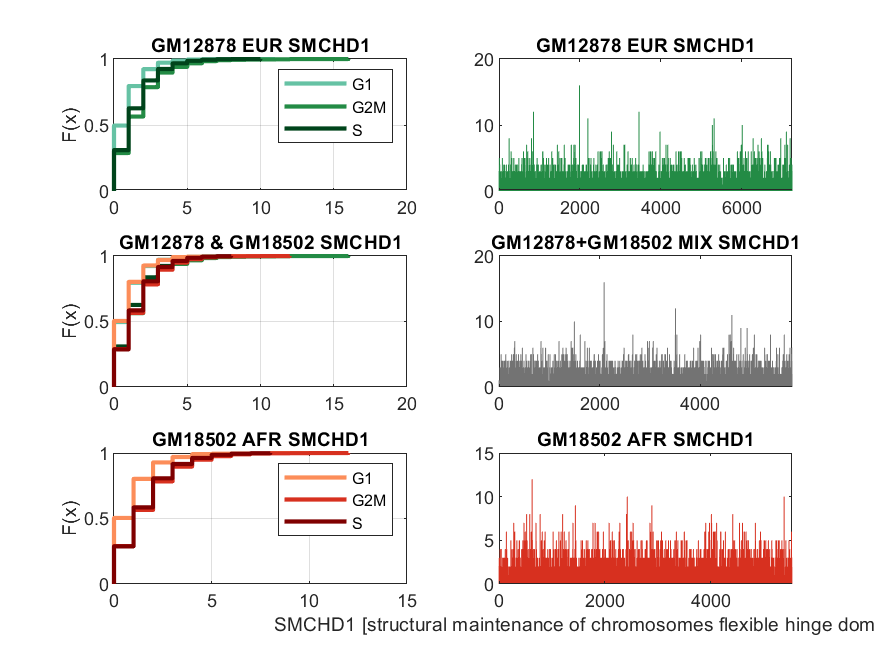 GM12878 EUR SMCHD1
F(x)
1
0.5
0
0 5 10 15 20
G1
G2M
S
GM12878 EUR SMCHD1
20
10
0
0 2000 4000 6000
GM12878 & GM18502 SMCHD1
F(x)
1
0.5
0
0 5 10 15 20
GM12878+GM18502 MIX SMCHD1
20
10
0
0 2000 4000
GM18502 AFR SMCHD1
F(x)
1
0.5
0
0 5 10 15
G1
G2M
S
GM18502 AFR SMCHD1
15
10
5
0
0 2000 4000
SMCHD1 [structural maintenance of chromosomes flexible hinge dom